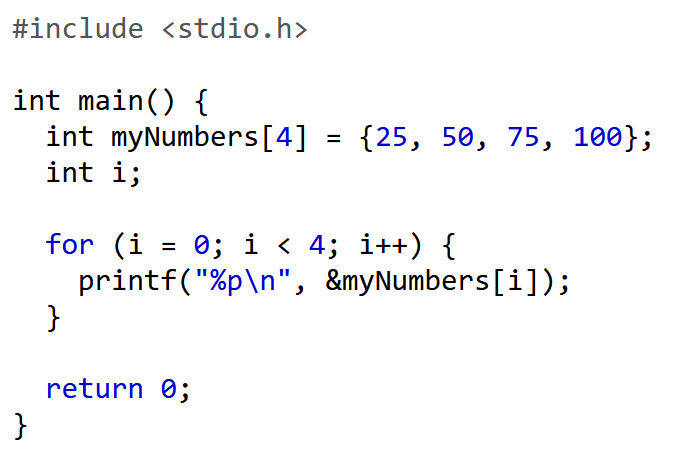 #include <stdio.h>

int main() {
  int myNumbers[4] = {25, 50, 75, 100};
  int i;

  for (i = 0; i < 4; i++) {
    printf("%p\n", &myNumbers[i]);
  }

  return 0;
}